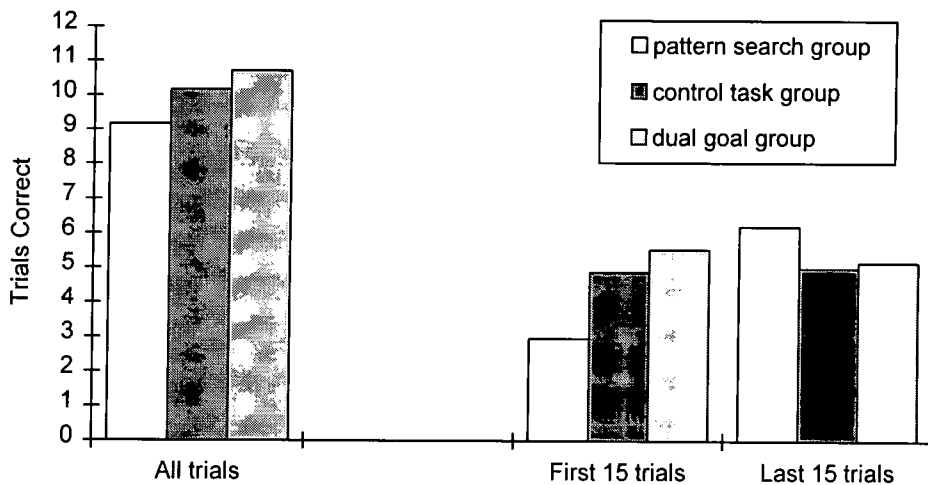 12
11
10
9
8
7
6
5
4
3
2
1
0
Trials Correct
pattern search group
control task group
dual goal group
All trials
First 15 trials
Last 15 trials